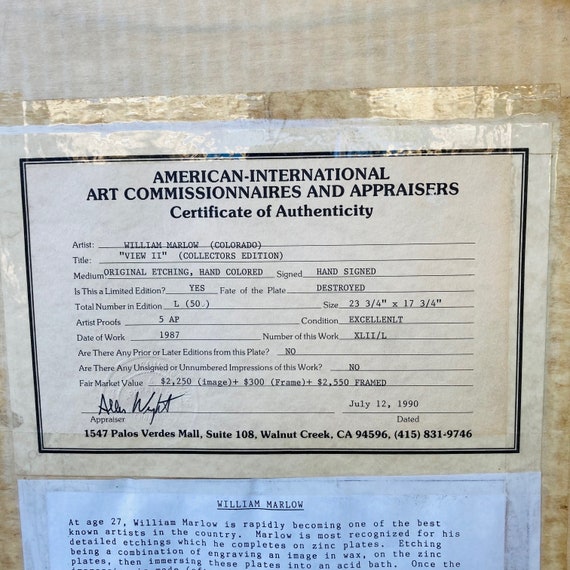 AMERICAN-INTERNATIONAL
ART COMMISSIONNAIRES AND APPRAISERS
Certificate of Authenticity
Artist: WILLIAM MARLOW (COLORADO)
Title: "VIEW II" (COLLECTORS EDITION)
Medium ORIGINAL ETCHING, HAND COLORED Signed HAND SIGNED
Is This a Limited Edition? YES Fate of the Plate DESTROYED
Total Number in Edition L (50.) Size 23 3/4" x 17 3/4"
Artist Proofs 5 AP Condition EXCELLENLT
Date of Work 1987 Number of this Work XLII/L
Are There Any Prior or Later Editions from this Plate? NO
Are There Any Unsigned or Unnumbered Impressions of this Work? NO
Fair Market Value $2,250 (image)+ $300 (Frame)+ $2,550 FRAMED
Allen Wright July 12, 1990
Appraiser Dated
1547 Palos Verdes Mall, Suite 108, Walnut Creek, CA 94596, (415) 831-9746
WILLIAM MARLOW
At age 27, William Marlow is rapidly becoming one of the best
known artists in the country. Marlow is most recognized for his
detailed etchings which he completes on zinc plates. Etching
being a combination of engraving an image in wax, on the zinc
plates, then immersing these plates into an acid bath. Once the